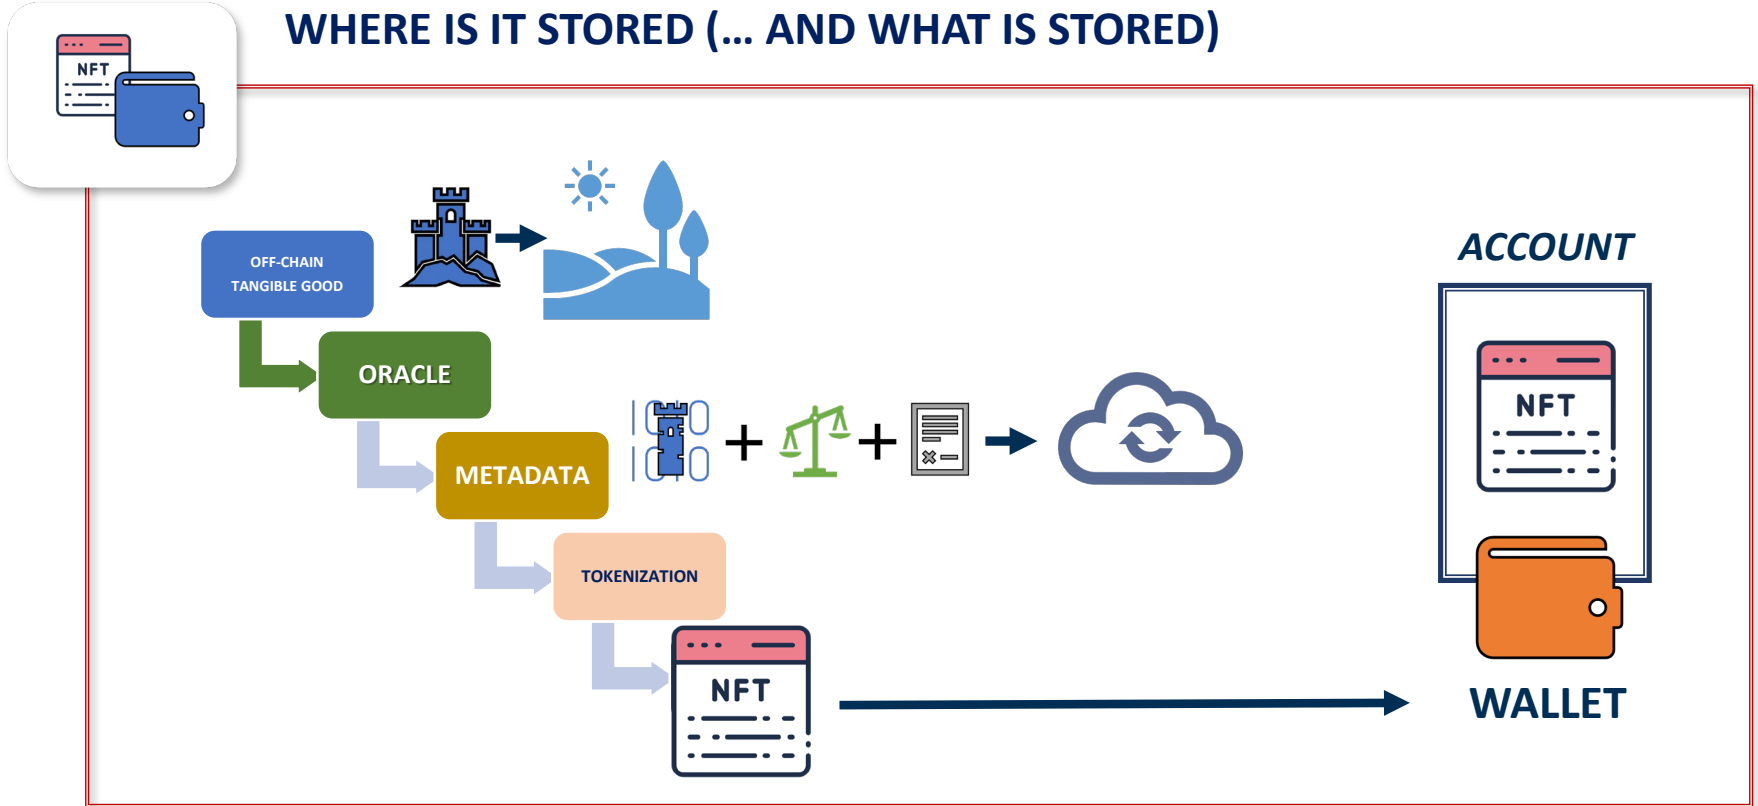 WHERE IS IT STORED (... AND WHAT IS STORED)
NFT
OFF-CHAIN
TANGIBLE GOOD
ORACLE
METADATA
TOKENIZATION
NFT
ACCOUNT
NFT
WALLET